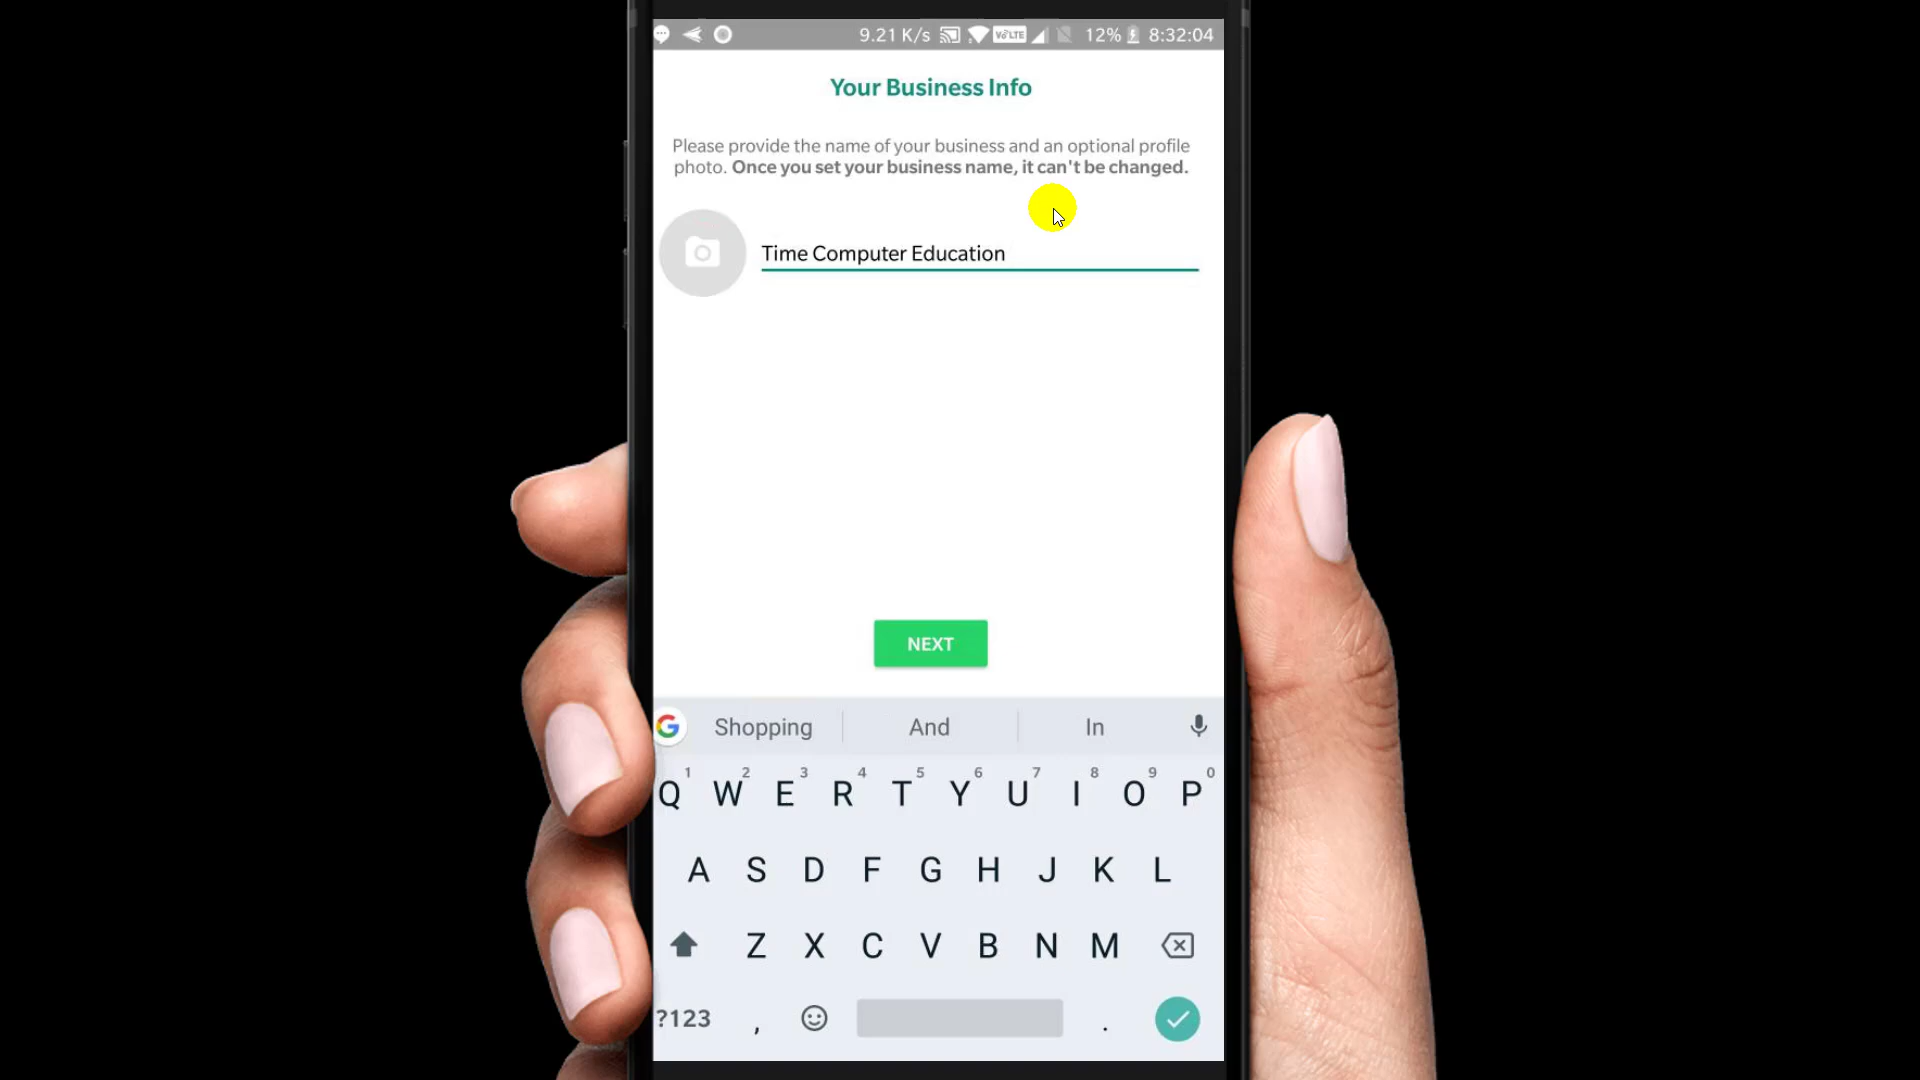 9.21 K/s VoLTE 12% 8:32:04
Your Business Info
Please provide the name of your business and an optional profile
photo. Once you set your business name, it can't be changed.
Time Computer Education
NEXT
G Shopping And In
1 2 3 4 5 6 7 8 9 0
Q W E R T Y U I O P
A S D F G H J K L
Z X C V B N M
?123 , .